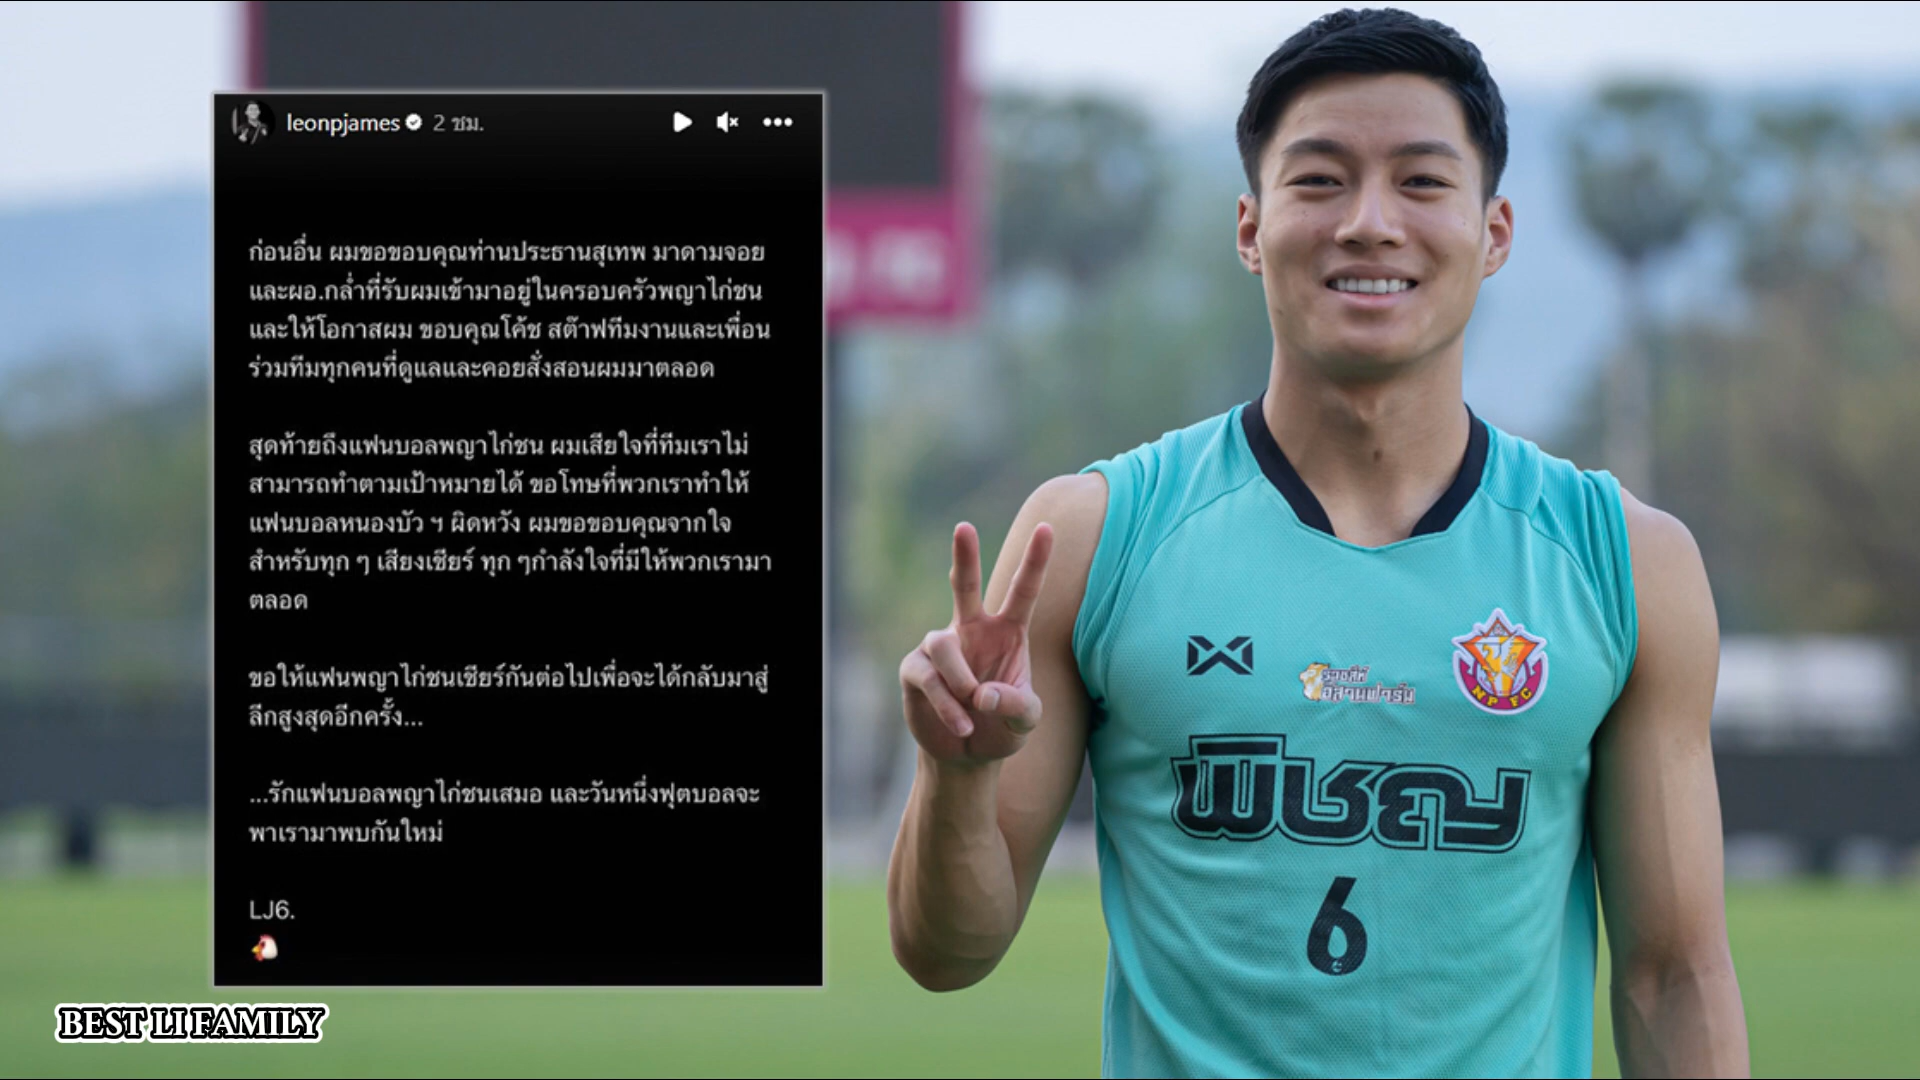 leonpjames 2 ชม.
ก่อนอื่น ผมขอขอบคุณท่านประธานสุเทพ มาดามจอย
และผอ.กล่ำที่รับผมเข้ามาอยู่ในครอบครัวพญาไก่ชน
และให้โอกาสผม ขอบคุณโค้ช สต๊าฟทีมงานและเพื่อน
ร่วมทีมทุกคนที่ดูแลและคอยสั่งสอนผมมาตลอด
สุดท้ายถึงแฟนบอลพญาไก่ชน ผมเสียใจที่ทีมเราไม่
สามารถทำตามเป้าหมายได้ ขอโทษที่พวกเราทำให้
แฟนบอลหนองบัว ฯ ผิดหวัง ผมขอขอบคุณจากใจ
สำหรับทุก ๆ เสียงเชียร์ ทุก ๆกำลังใจที่มีให้พวกเรามา
ตลอด
ขอให้แฟนพญาไก่ชนเชียร์กันต่อไปเพื่อจะได้กลับมาสู่
ลีกสูงสุดอีกครั้ง...
...รักแฟนบอลพญาไก่ชนเสมอ และวันหนึ่งฟุตบอลจะ
พาเรามาพบกันใหม่
LJ6.
ราชสีห์
อีสานฟาร์ม
NPFC
พิชญ
6
BEST LI FAMILY